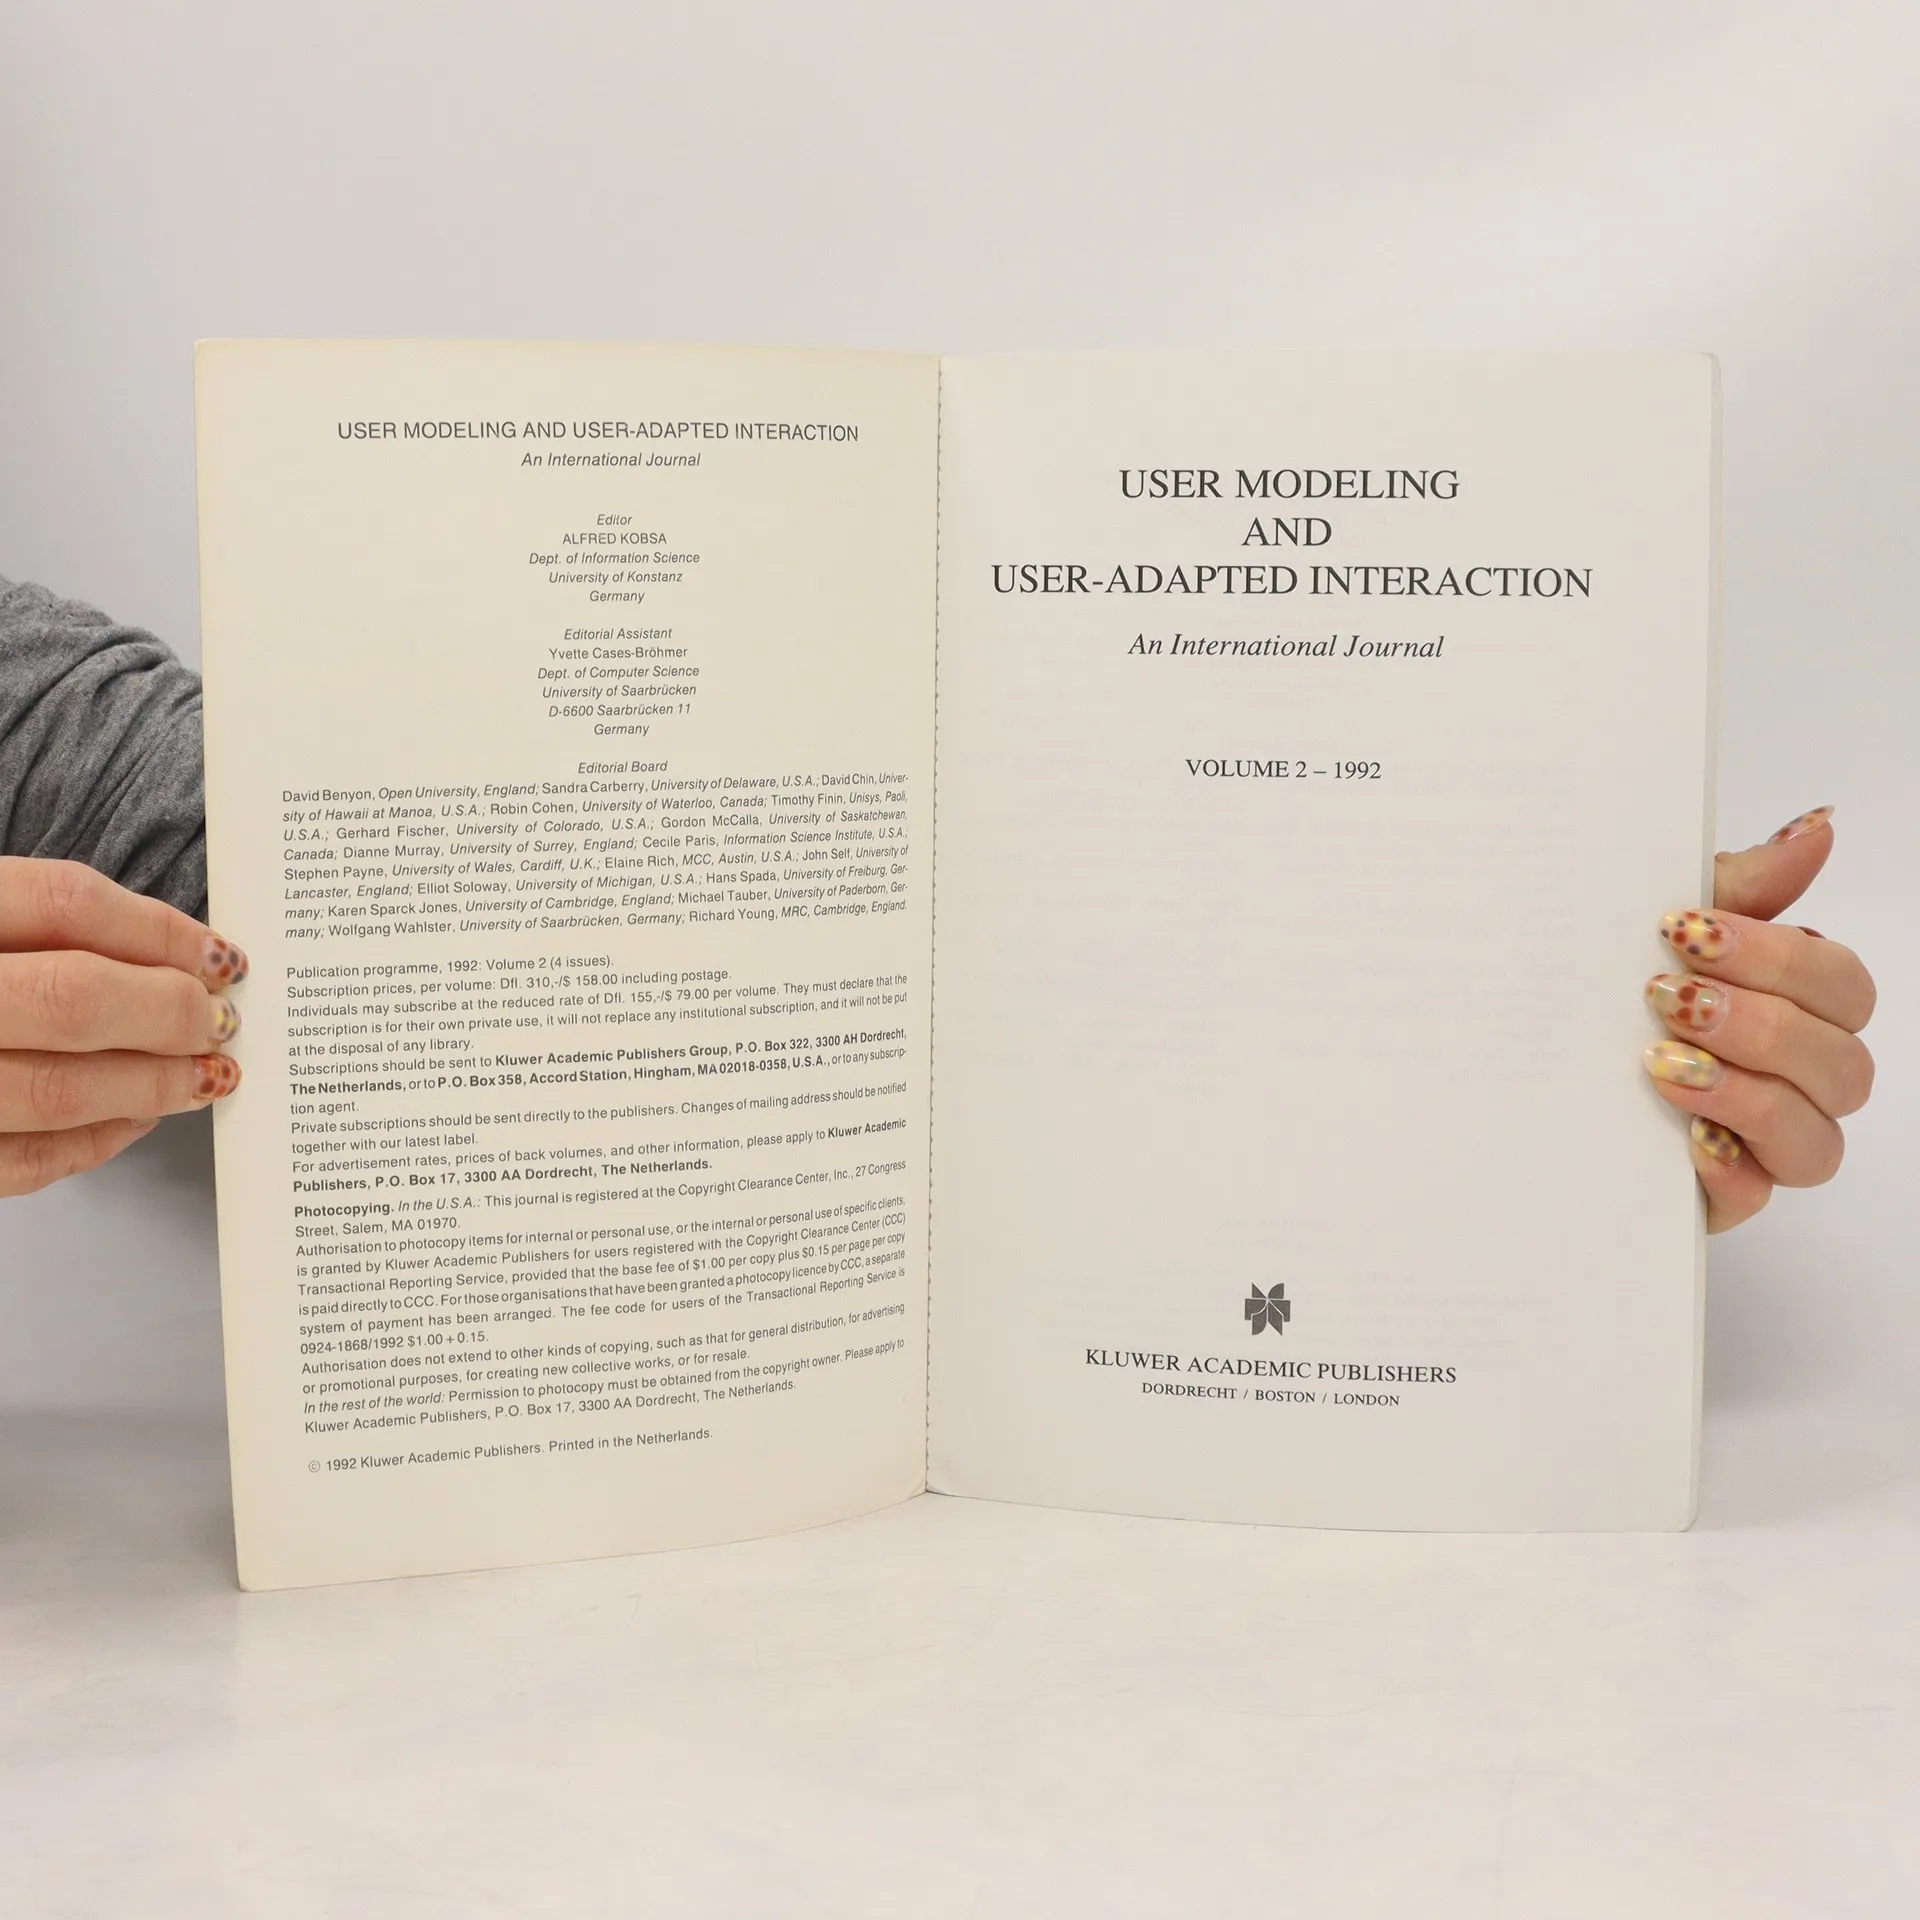 USER MODELING AND USER-ADAPTED INTERACTION
An International Journal
Editor
ALFRED KOBSA
Dept. of Information Science
University of Konstanz
Germany
Editorial Assistant
Yvette Cases-Bröhmer
Dept. of Computer Science
University of Saarbrücken
D-6600 Saarbrücken 11
Germany
Editorial Board
David Benyon, Open University, England; Sandra Carberry, University of Delaware, U.S.A.; David Chin, Univer-
sity of Hawaii at Manoa, U.S.A.; Robin Cohen, University of Waterloo, Canada; Timothy Finin, Unisys, Paoli,
U.S.A.; Gerhard Fischer, University of Colorado, U.S.A.; Gordon McCalla, University of Saskatchewan,
Canada; Dianne Murray, University of Surrey, England; Cecile Paris, Information Science Institute, U.S.A.;
Stephen Payne, University of Wales, Cardiff, U.K.; Elaine Rich, MCC, Austin, U.S.A.; John Self, University of
Lancaster, England; Elliot Soloway, University of Michigan, U.S.A.; Hans Spada, University of Freiburg, Ger-
many; Karen Sparck Jones, University of Cambridge, England; Michael Tauber, University of Paderborn, Ger-
many; Wolfgang Wahlster, University of Saarbrücken, Germany; Richard Young, MRC, Cambridge, England.
Publication programme, 1992: Volume 2 (4 issues).
Subscription prices, per volume: Dfl. 310,-/$ 158.00 including postage.
Individuals may subscribe at the reduced rate of Dfl. 155,-/$ 79.00 per volume. They must declare that the
subscription is for their own private use, it will not replace any institutional subscription, and it will not be put
at the disposal of any library.
Subscriptions should be sent to Kluwer Academic Publishers Group, P.O. Box 322, 3300 AH Dordrecht,
The Netherlands, or to P.O. Box 358, Accord Station, Hingham, MA 02018-0358, U.S.A., or to any subscrip-
tion agent.
Private subscriptions should be sent directly to the publishers. Changes of mailing address should be notified
together with our latest label.
For advertisement rates, prices of back volumes, and other information, please apply to Kluwer Academic
Publishers, P.O. Box 17, 3300 AA Dordrecht, The Netherlands.
Photocopying. In the U.S.A.: This journal is registered at the Copyright Clearance Center, Inc., 27 Congress
Street, Salem, MA 01970.
Authorisation to photocopy items for internal or personal use, or the internal or personal use of specific clients,
is granted by Kluwer Academic Publishers for users registered with the Copyright Clearance Center (CCC)
Transactional Reporting Service, provided that the base fee of $1.00 per copy plus $0.15 per page per copy
is paid directly to CCC. For those organisations that have been granted a photocopy licence by CCC, a separate
system of payment has been arranged. The fee code for users of the Transactional Reporting Service is
0924-1868/1992 $1.00 + 0.15.
Authorisation does not extend to other kinds of copying, such as that for general distribution, for advertising
or promotional purposes, for creating new collective works, or for resale.
In the rest of the world: Permission to photocopy must be obtained from the copyright owner. Please apply to
Kluwer Academic Publishers, P.O. Box 17, 3300 AA Dordrecht, The Netherlands.
© 1992 Kluwer Academic Publishers. Printed in the Netherlands.
USER MODELING
AND
USER-ADAPTED INTERACTION
An International Journal
VOLUME 2 – 1992
KLUWER ACADEMIC PUBLISHERS
DORDRECHT / BOSTON / LONDON